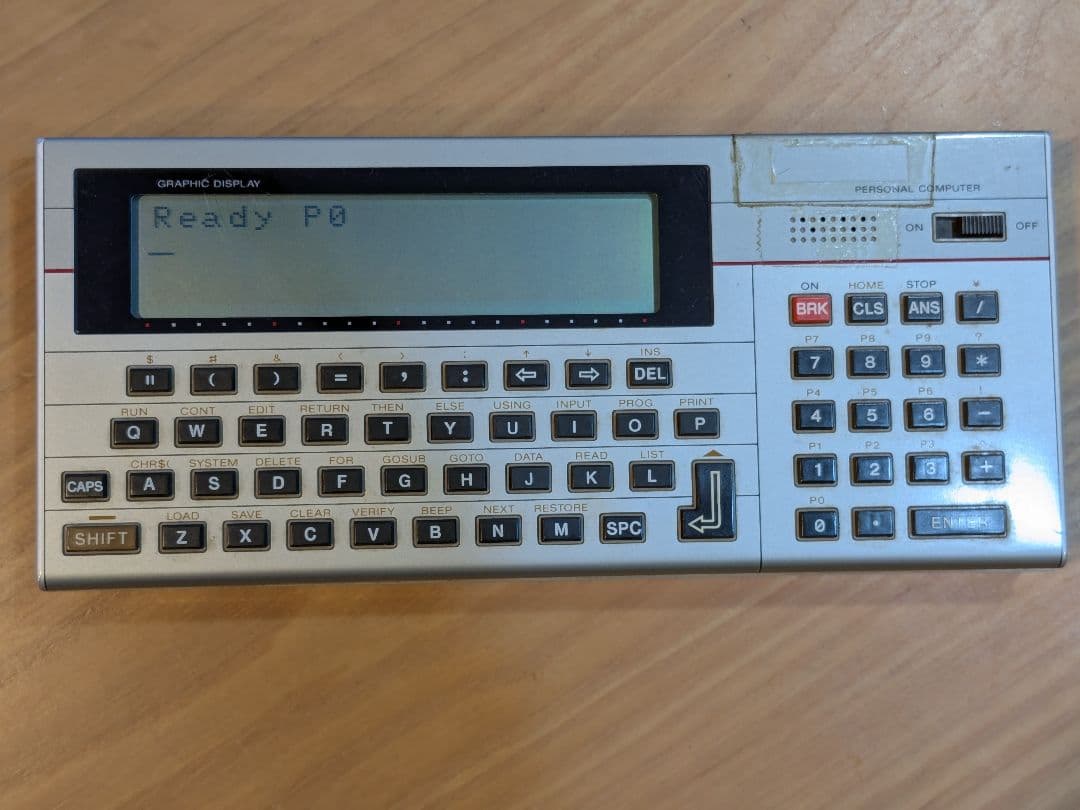 GRAPHIC DISPLAY
PERSONAL COMPUTER
Ready P0
_
ON OFF
ON HOME STOP ¥
BRK CLS ANS /
P7 P8 P9 ?
7 8 9 *
P4 P5 P6 !
4 5 6 −
P1 P2 P3 ^
1 2 3 +
P0
0 . ENTER
$ # & < > ; ↑ ↓ INS
" ( ) = , : ⇦ ⇨ DEL
RUN CONT EDIT RETURN THEN ELSE USING INPUT PROG PRINT
Q W E R T Y U I O P
CHR$( SYSTEM DELETE FOR GOSUB GOTO DATA READ LIST
CAPS A S D F G H J K L
LOAD SAVE CLEAR VERIFY BEEP NEXT RESTORE
SHIFT Z X C V B N M SPC